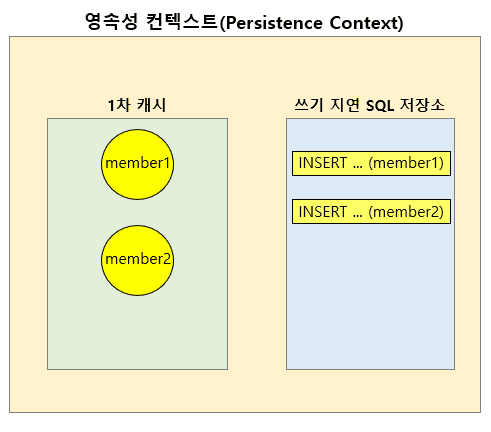 영속성 컨텍스트(Persistence Context)
1차 캐시
쓰기 지연 SQL 저장소
member1
INSERT ... (member1)
member2
INSERT ... (member2)